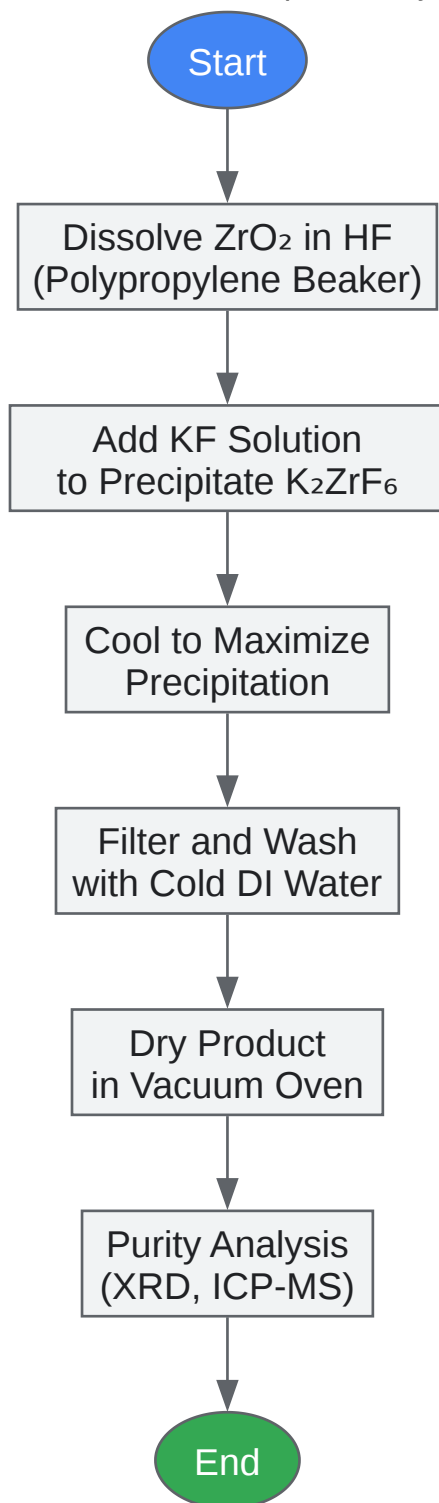 Start
Dissolve ZrO₂ in HF
(Polypropylene Beaker)
Add KF Solution
to Precipitate K₂ZrF₆
Cool to Maximize
Precipitation
Filter and Wash
with Cold DI Water
Dry Product
in Vacuum Oven
Purity Analysis
(XRD, ICP-MS)
End